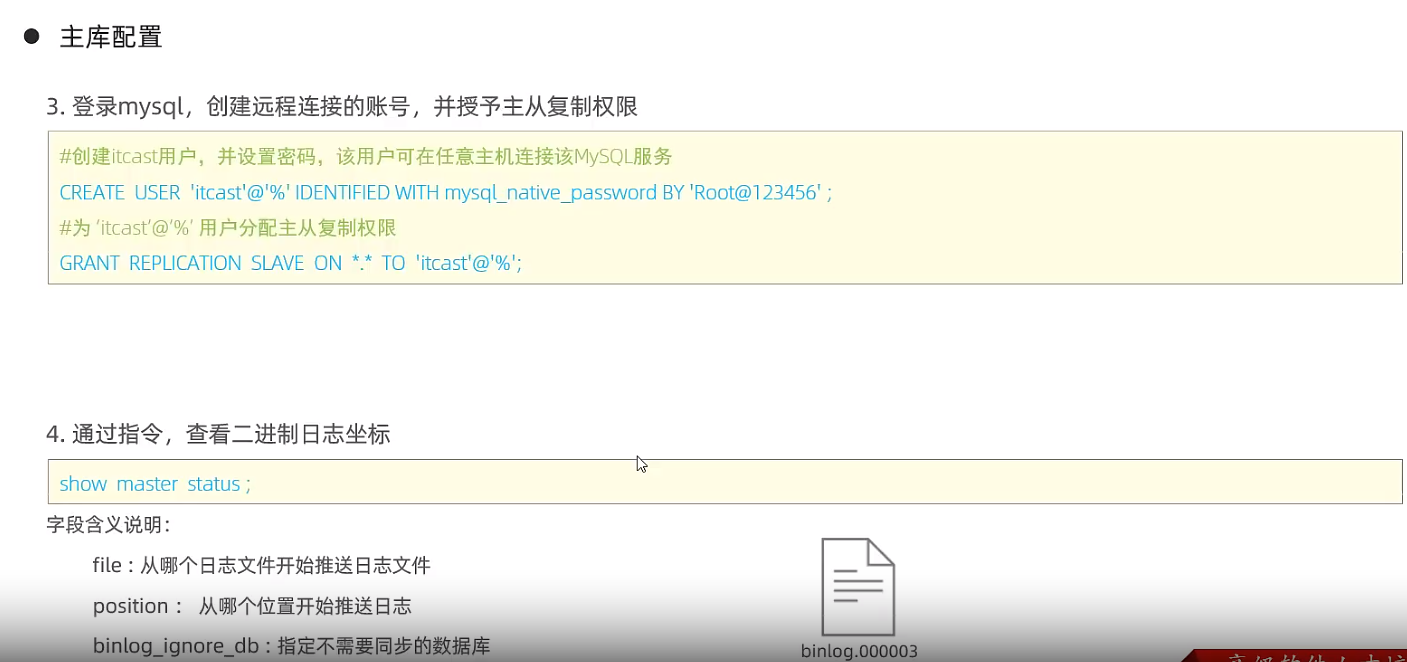 ● 主库配置
3. 登录mysql，创建远程连接的账号，并授予主从复制权限
#创建itcast用户，并设置密码，该用户可在任意主机连接该MySQL服务
CREATE USER 'itcast'@'%' IDENTIFIED WITH mysql_native_password BY 'Root@123456' ;
#为 ‘itcast’@’%’ 用户分配主从复制权限
GRANT REPLICATION SLAVE ON *.* TO 'itcast'@'%';
4. 通过指令，查看二进制日志坐标
show master status ;
字段含义说明：
file : 从哪个日志文件开始推送日志文件
position ： 从哪个位置开始推送日志
binlog_ignore_db : 指定不需要同步的数据库
binlog.000003